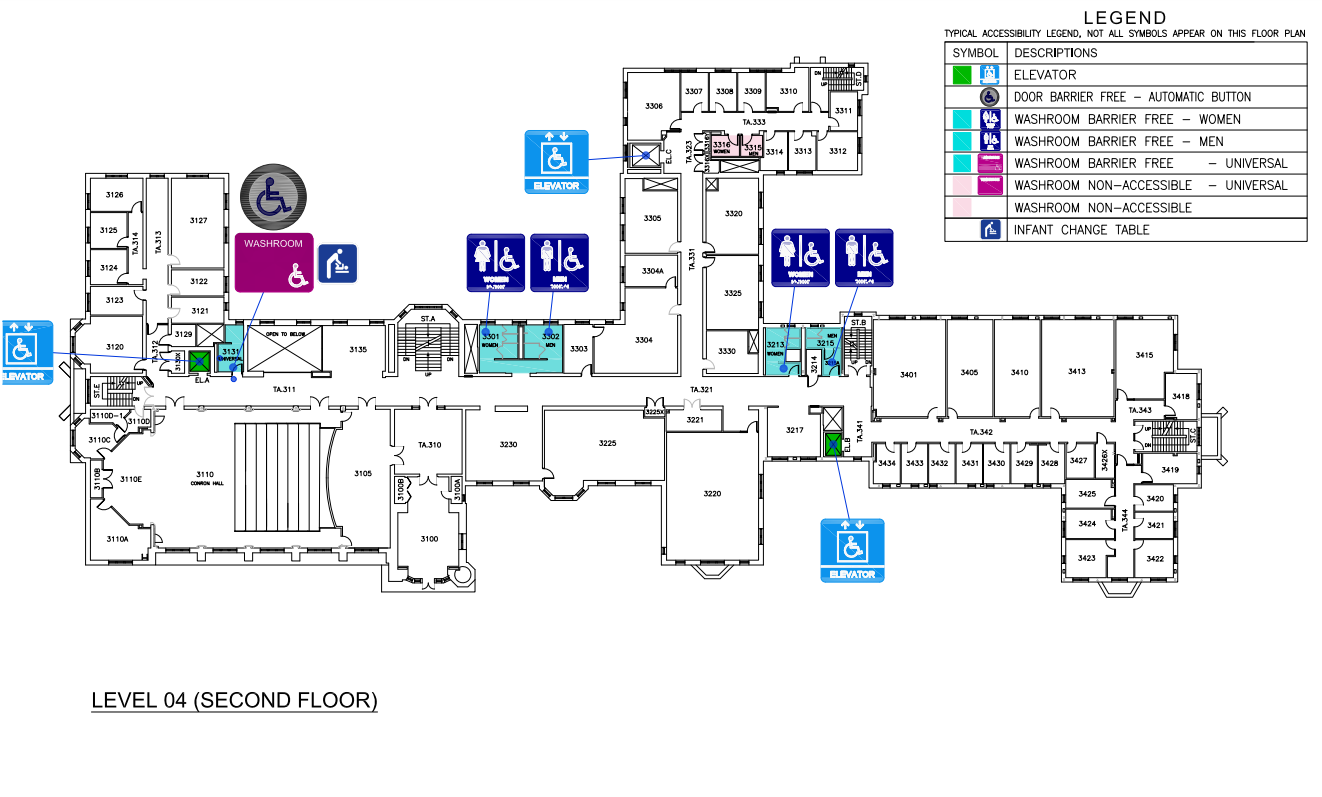 LEGEND
TYPICAL ACCESSIBILITY LEGEND, NOT ALL SYMBOLS APPEAR ON THIS FLOOR PLAN
SYMBOL DESCRIPTIONS
ELEVATOR
DOOR BARRIER FREE - AUTOMATIC BUTTON
WASHROOM BARRIER FREE - WOMEN
WASHROOM BARRIER FREE - MEN
WASHROOM BARRIER FREE - UNIVERSAL
WASHROOM NON-ACCESSIBLE - UNIVERSAL
WASHROOM NON-ACCESSIBLE
INFANT CHANGE TABLE
3306
3307
3308
3309
3310
DN
UP
ST.D
3311
TA.333
3312
3313
3314
3315
MEN
3316
WOMEN
TA.323
EL.C
ELEVATOR
3305
3320
TA.331
3304A
3325
3304
3330
3126
3125
3124
3123
3120
TA.314
TA.313
3127
3122
3121
3129
TA.312
3130X
EL.A
3131
UNIVERSAL
WASHROOM
ELEVATOR
OPEN TO BELOW
3135
TA.311
ST.A
DN
DN
UP
WOMEN
MEN
3301
WOMEN
3302
MEN
3303
TA.321
WOMEN
MEN
3213
WOMEN
MEN
3215
3214
ST.B
UP
DN
ST.E
UP
DN
3110D-1
3110D
3110C
3110B
3110E
3110A
3110
CONRON HALL
3105
TA.310
3100B
3100A
3100
3230
3225
3225X
3221
3220
3217
EL.B
TA.341
ELEVATOR
3401
3405
3410
3413
3415
3418
TA.343
TA.342
UP
DN
ST.C
3434
3433
3432
3431
3430
3429
3428
3427
3426X
3419
3425
3420
3424
TA.344
3421
3423
3422
LEVEL 04 (SECOND FLOOR)